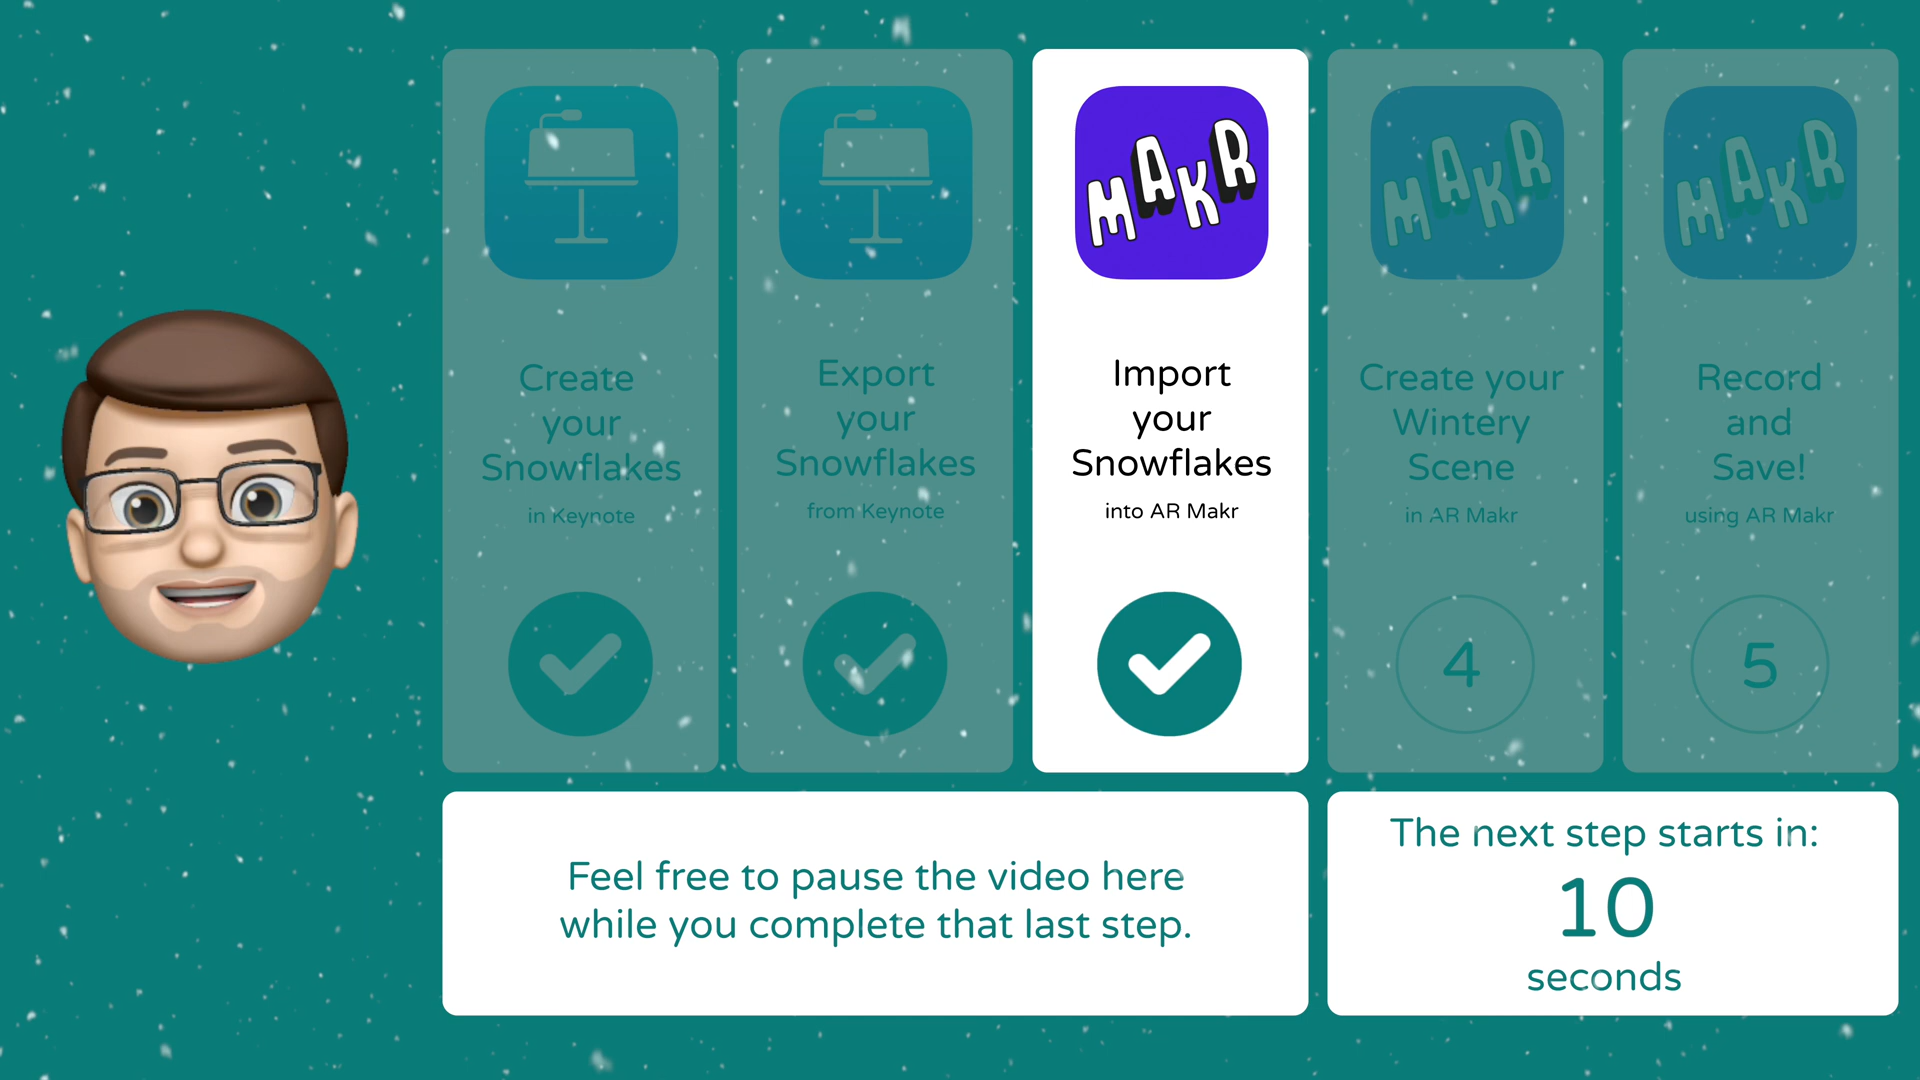 MAKR
MAKR
MAKR
Create
your
Snowflakes
in Keynote
Export
your
Snowflakes
from Keynote
Import
your
Snowflakes
into AR Makr
Create your
Wintery
Scene
in AR Makr
4
Record
and
Save!
using AR Makr
5
Feel free to pause the video here
while you complete that last step.
The next step starts in:
10
seconds